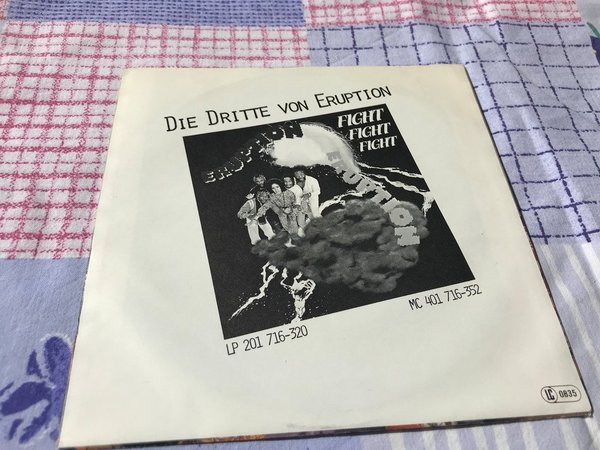 DIE DRITTE VON ERUPTION
ERUPTION
FIGHT
FIGHT
FIGHT
ERUPTION
LP 201 716-320
MC 401 716-352
LC 0835